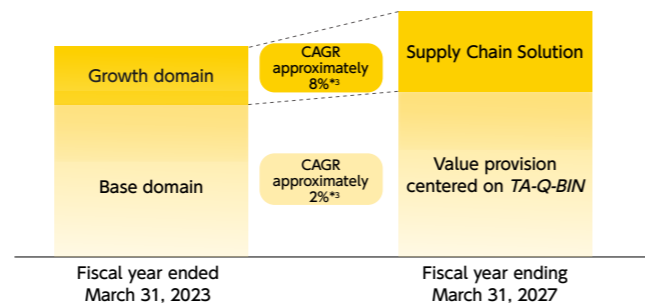 Growth domain
CAGR
approximately
8%*3
Supply Chain Solution
Base domain
CAGR
approximately
2%*3
Value provision
centered on TA-Q-BIN
Fiscal year ended
March 31, 2023
Fiscal year ending
March 31, 2027